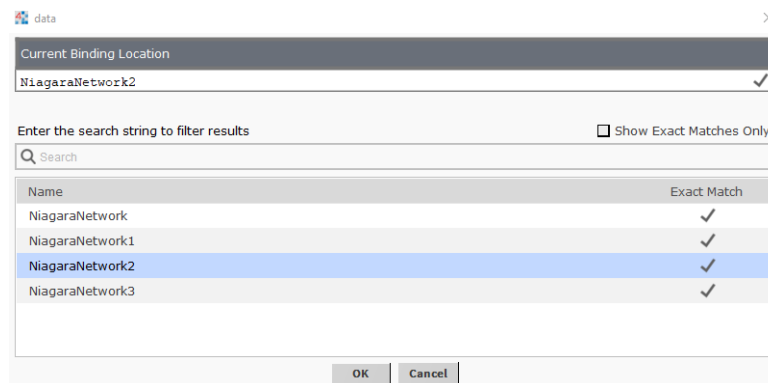 data
Current Binding Location
NiagaraNetwork2
Enter the search string to filter results Show Exact Matches Only
Search
Name Exact Match
NiagaraNetwork
NiagaraNetwork1
NiagaraNetwork2
NiagaraNetwork3
OK Cancel